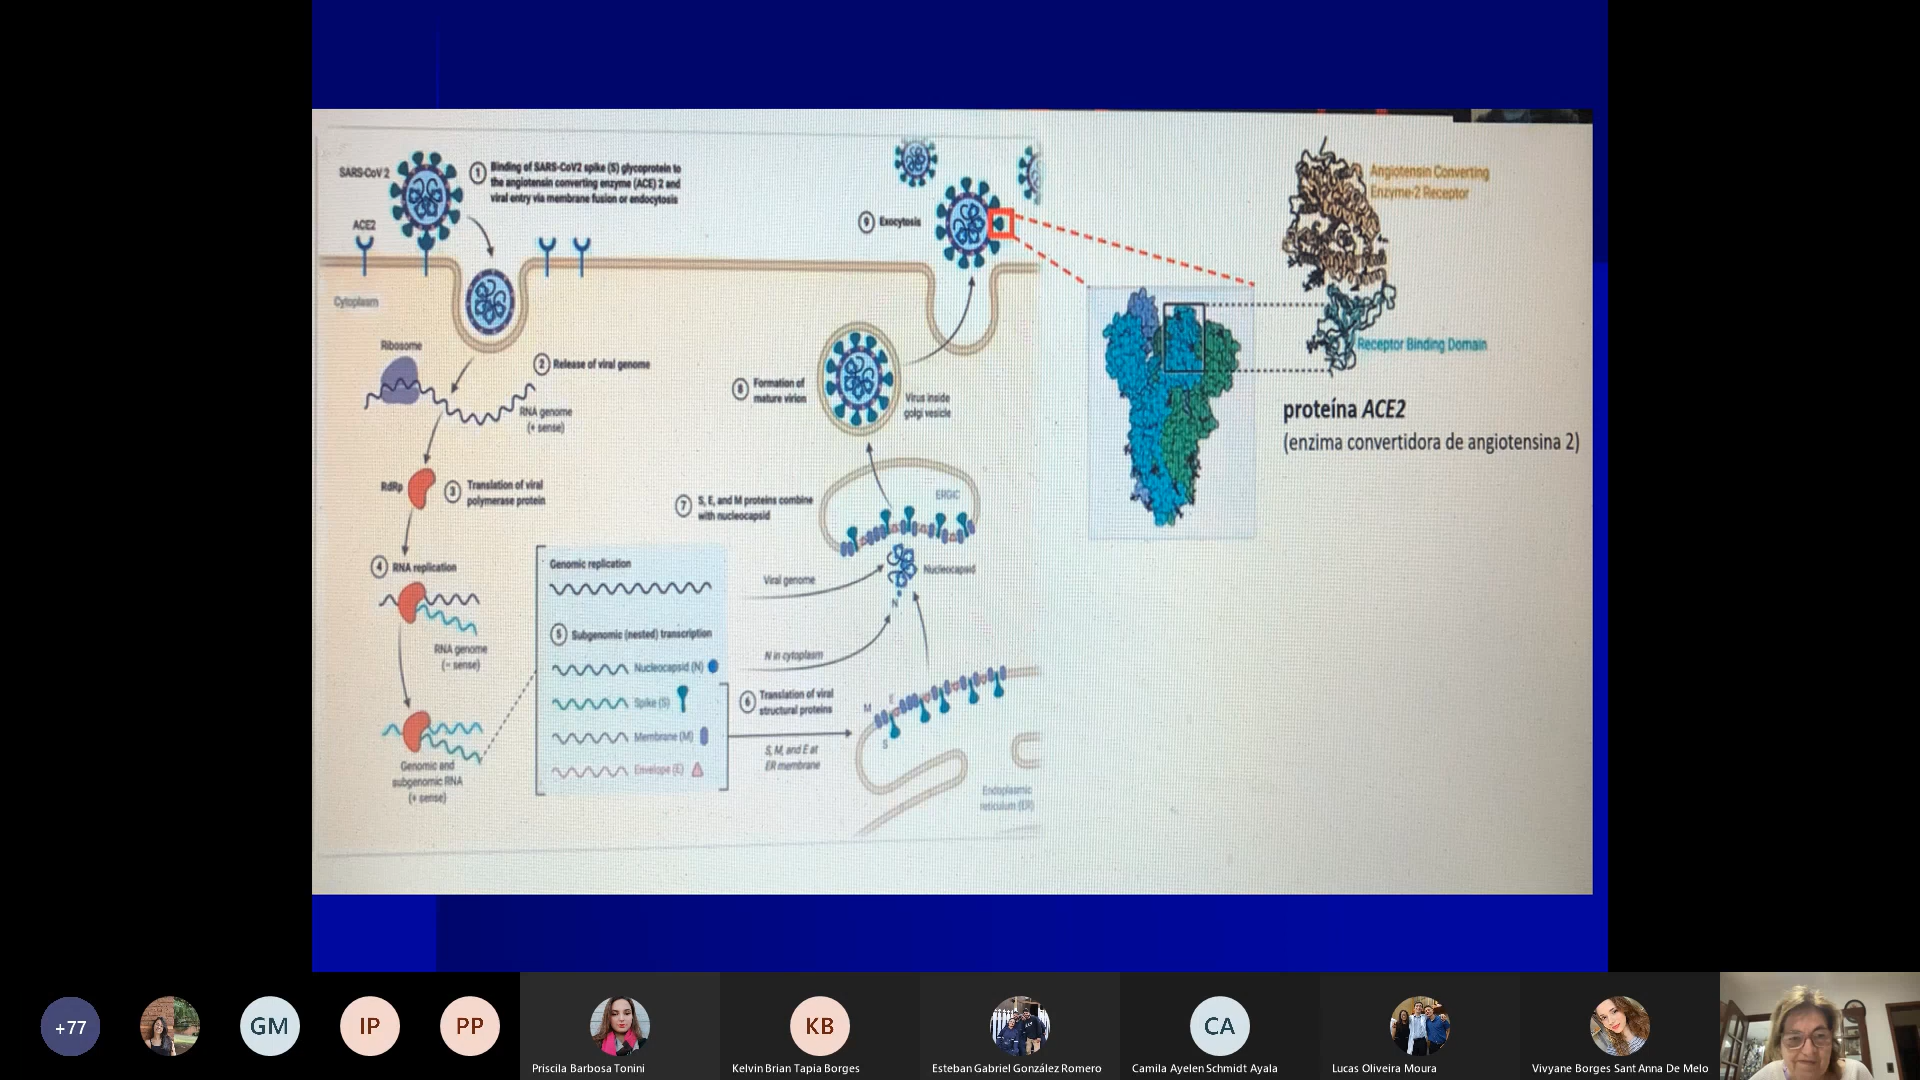 SARS-CoV 2
ACE2
1
Binding of SARS-CoV2 spike (S) glycoprotein to
the angiotensin converting enzyme (ACE) 2 and
viral entry via membrane fusion or endocytosis
Cytoplasm
Ribosome
2
Release of viral genome
RNA genome
(+ sense)
RdRp
3
Translation of viral
polymerase protein
4
RNA replication
RNA genome
(− sense)
Genomic and
subgenomic RNA
(+ sense)
Genomic replication
5
Subgenomic (nested) transcription
Nucleocapsid (N)
Spike (S)
Membrane (M)
Envelope (E)
6
Translation of viral
structural proteins
S, M, and E at
ER membrane
Viral genome
N in cytoplasm
N
M
E
S
Endoplasmic
reticulum (ER)
Nucleocapsid
7
S, E, and M proteins combine
with nucleocapsid
ERGIC
8
Formation of
mature virion
Virus inside
golgi vesicle
9
Exocytosis
Angiotensin Converting
Enzyme-2 Receptor
Receptor Binding Domain
proteína ACE2
(enzima convertidora de angiotensina 2)
+77
GM
IP
PP
Priscila Barbosa Tonini
KB
Kelvin Brian Tapia Borges
Esteban Gabriel González Romero
CA
Camila Ayelen Schmidt Ayala
Lucas Oliveira Moura
Vivyane Borges Sant Anna De Melo